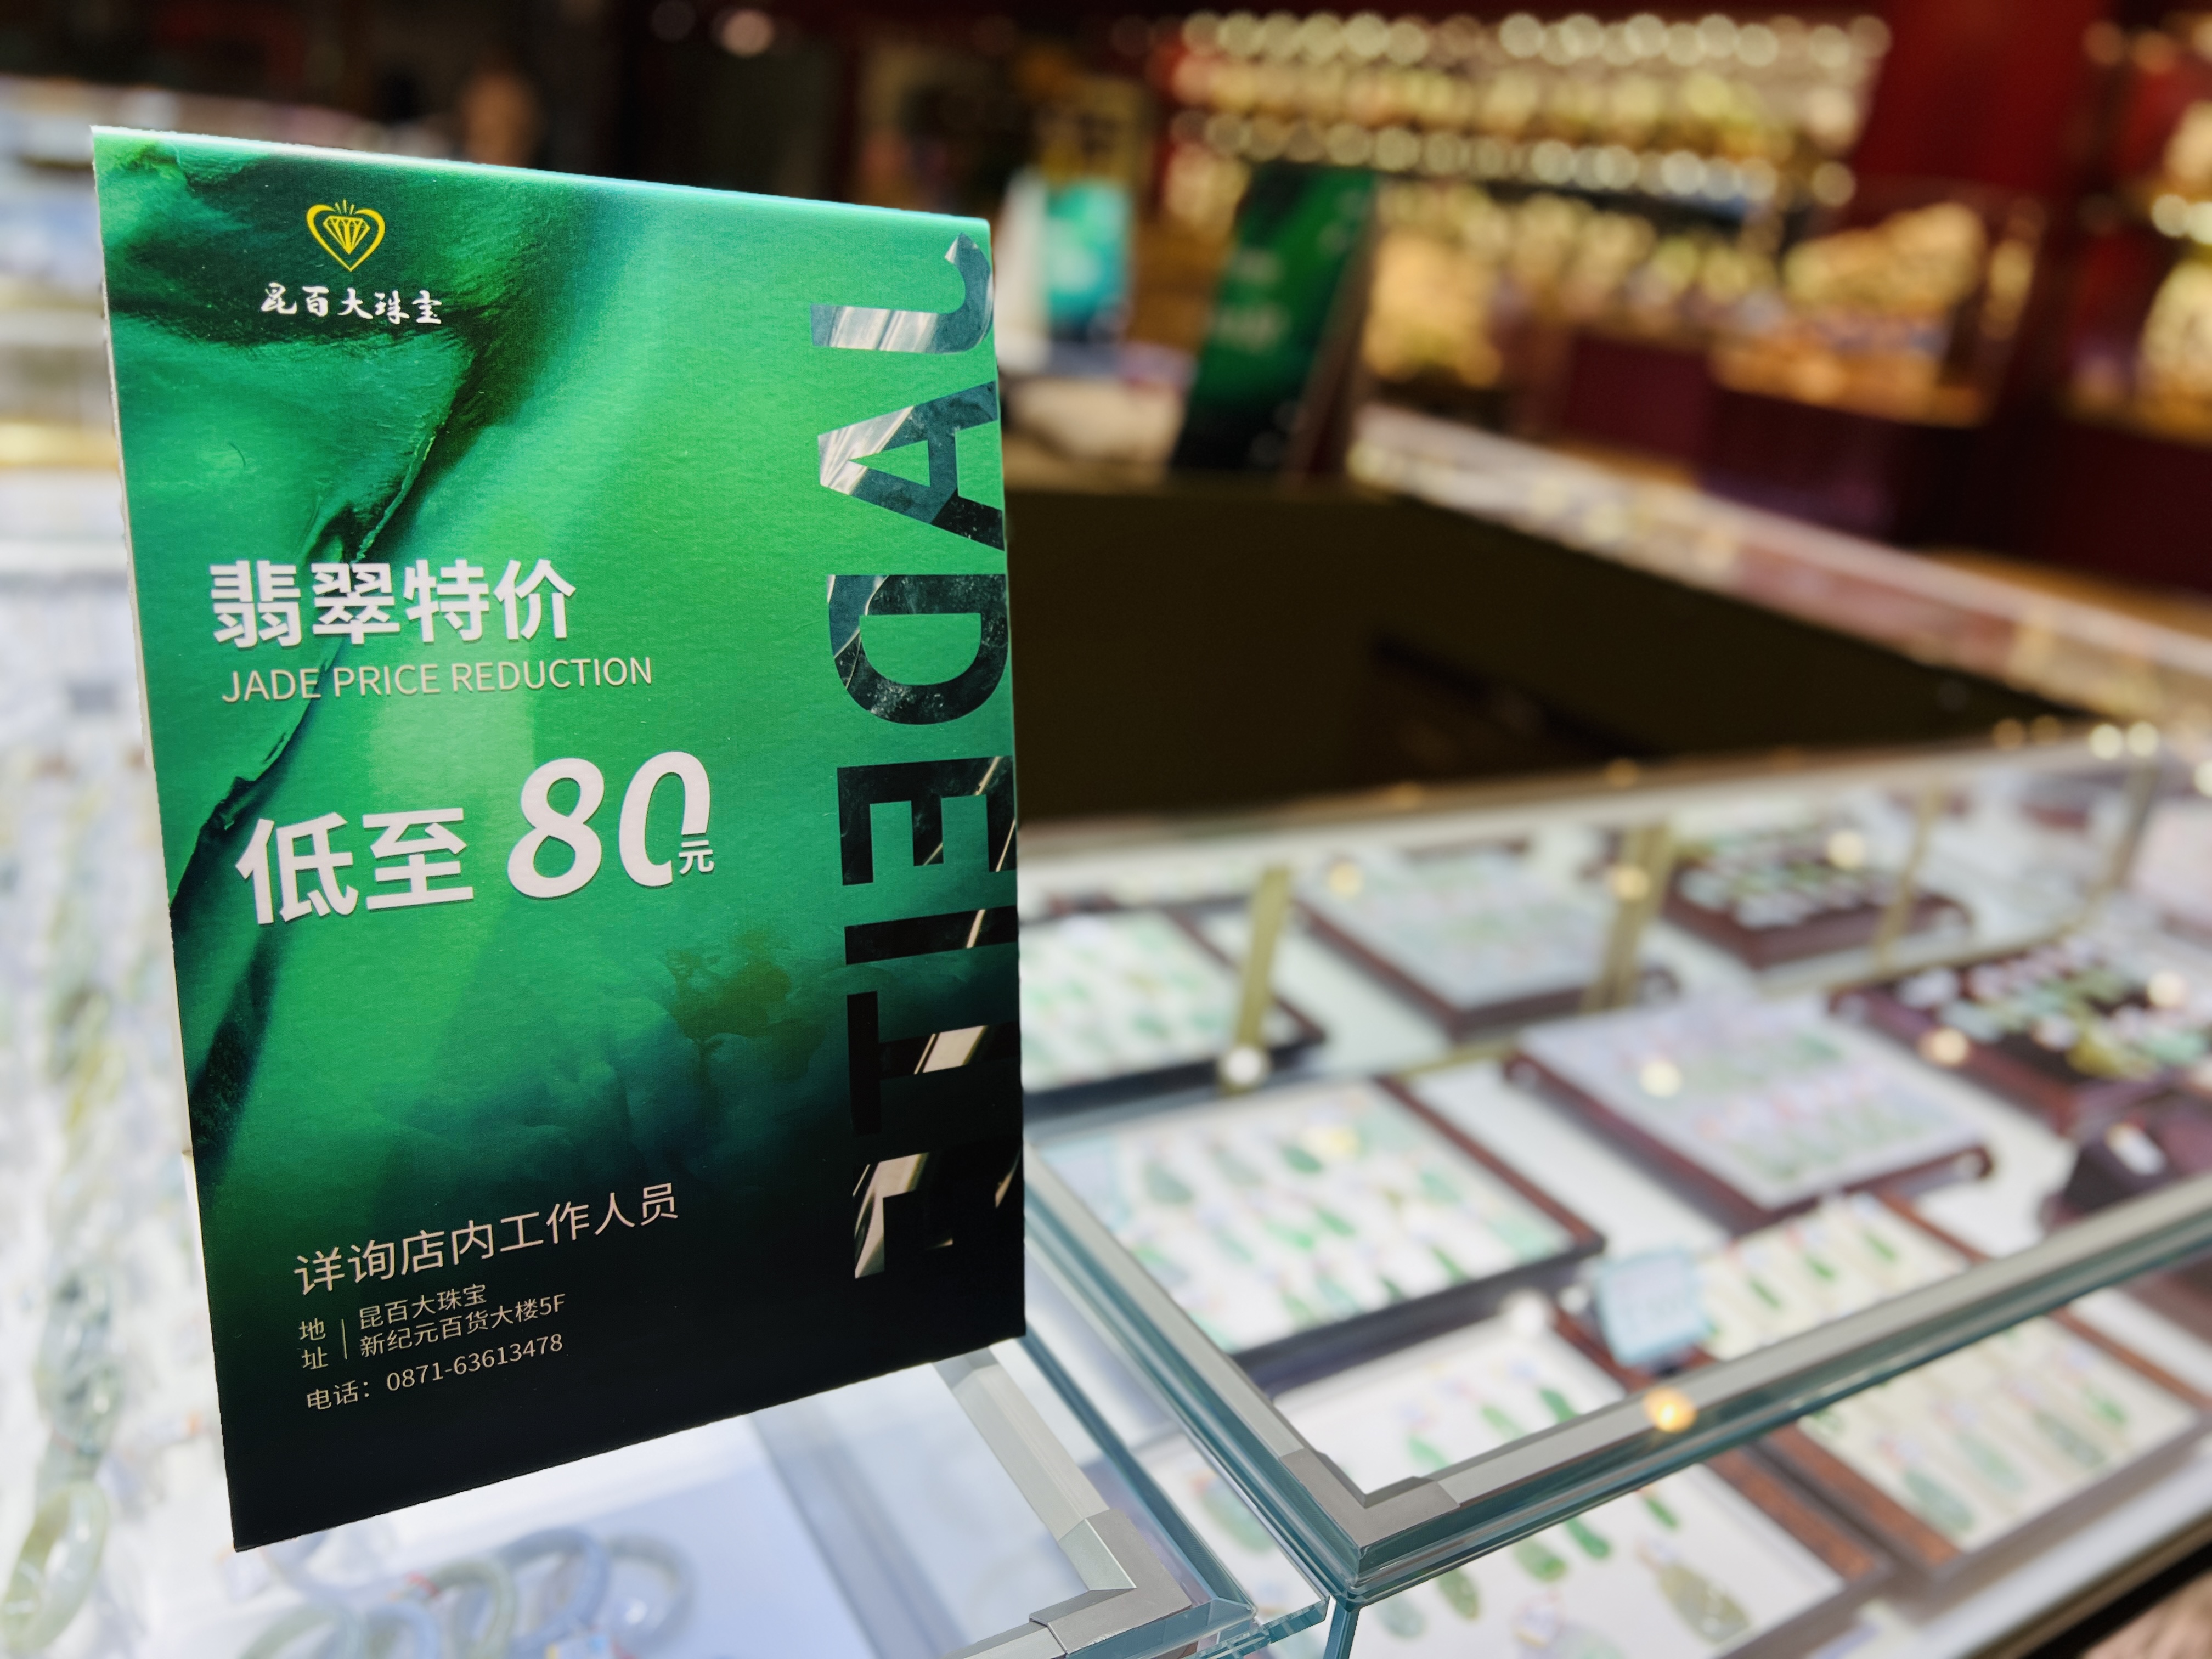 昆百大珠宝
翡翠特价
JADE PRICE REDUCTION
低至 80元
详询店内工作人员
地址 | 昆百大珠宝
新纪元百货大楼5F
电话：0871-63613478
JADEITE